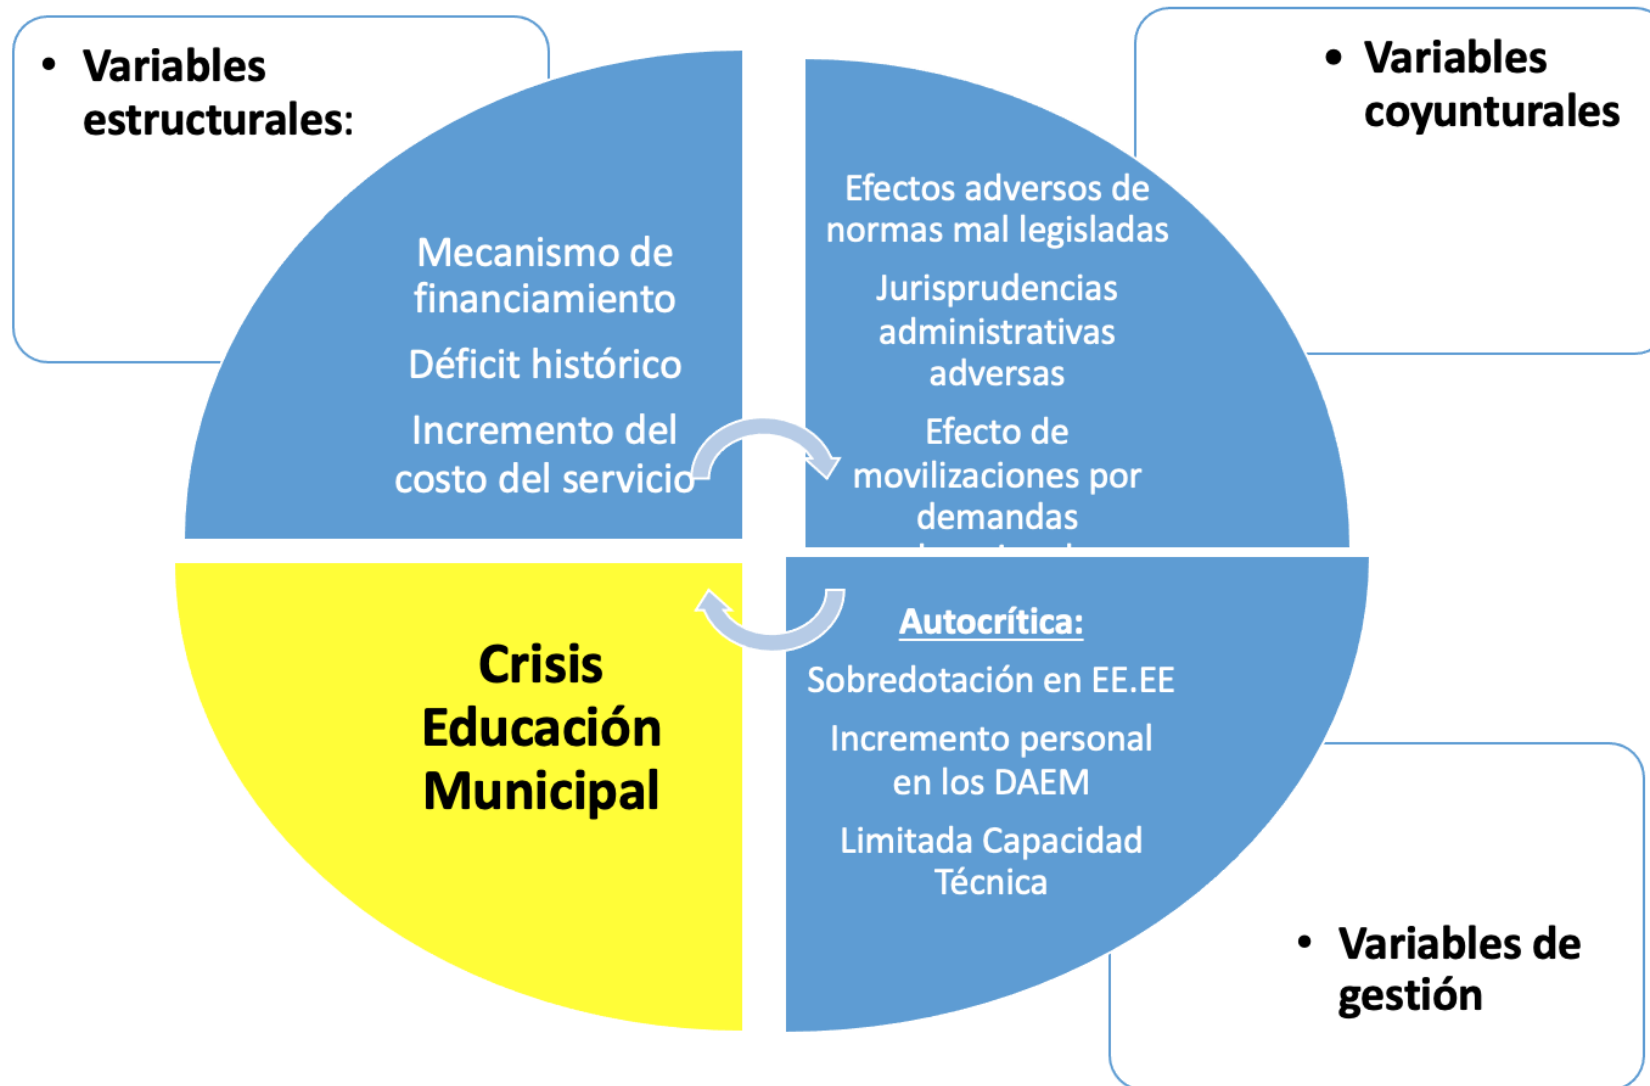 • Variables
estructurales:
Mecanismo de
financiamiento
Déficit histórico
Incremento del
costo del servicio
• Variables
coyunturales
Efectos adversos de
normas mal legisladas
Jurisprudencias
administrativas
adversas
Efecto de
movilizaciones por
demandas
Autocrítica:
Sobredotación en EE.EE
Incremento personal
en los DAEM
Limitada Capacidad
Técnica
• Variables de
gestión
Crisis
Educación
Municipal